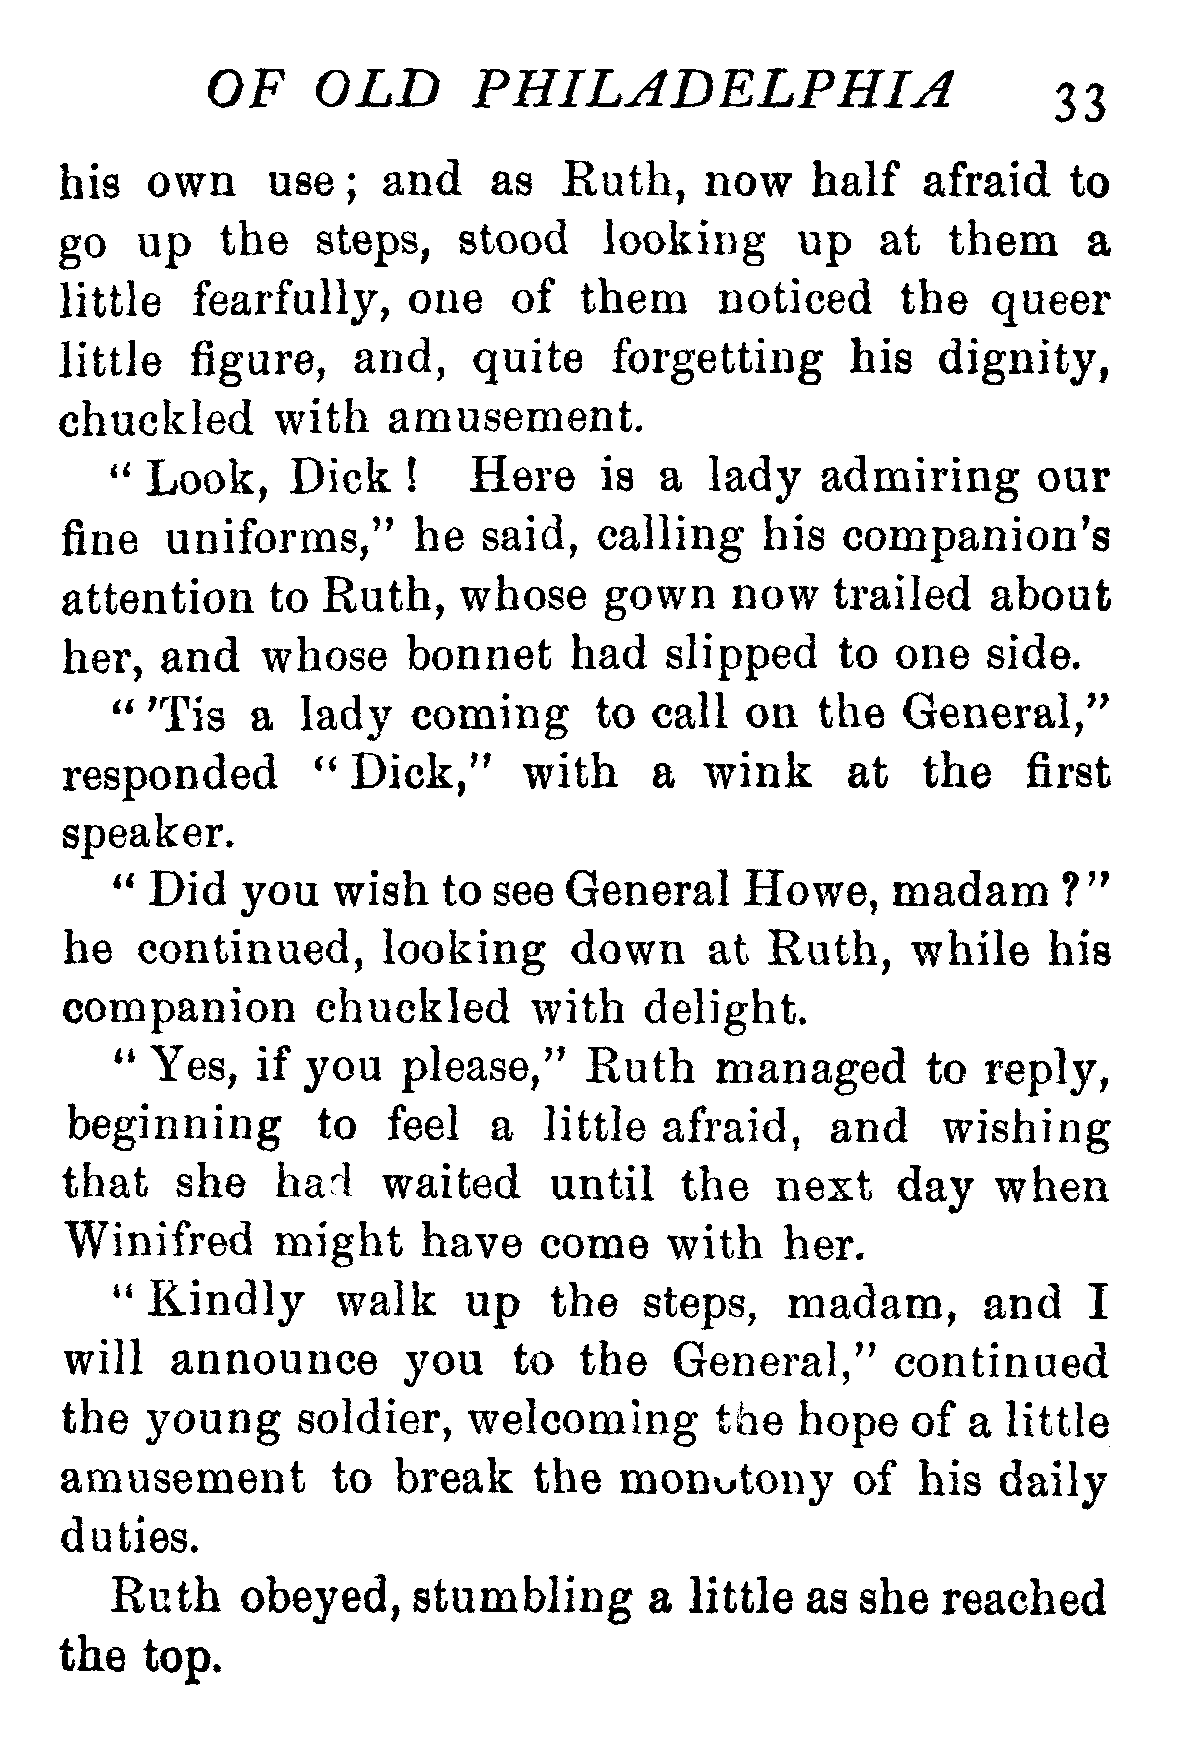 OF OLD PHILADELPHIA 33
his own use; and as Ruth, now half afraid to
go up the steps, stood looking up at them a
little fearfully, one of them noticed the queer
little figure, and, quite forgetting his dignity,
chuckled with amusement.
“Look, Dick! Here is a lady admiring our
fine uniforms,” he said, calling his companion’s
attention to Ruth, whose gown now trailed about
her, and whose bonnet had slipped to one side.
“’Tis a lady coming to call on the General,”
responded “Dick,” with a wink at the first
speaker.
“Did you wish to see General Howe, madam?”
he continued, looking down at Ruth, while his
companion chuckled with delight.
“Yes, if you please,” Ruth managed to reply,
beginning to feel a little afraid, and wishing
that she had waited until the next day when
Winifred might have come with her.
“Kindly walk up the steps, madam, and I
will announce you to the General,” continued
the young soldier, welcoming the hope of a little
amusement to break the monotony of his daily
duties.
Ruth obeyed, stumbling a little as she reached
the top.